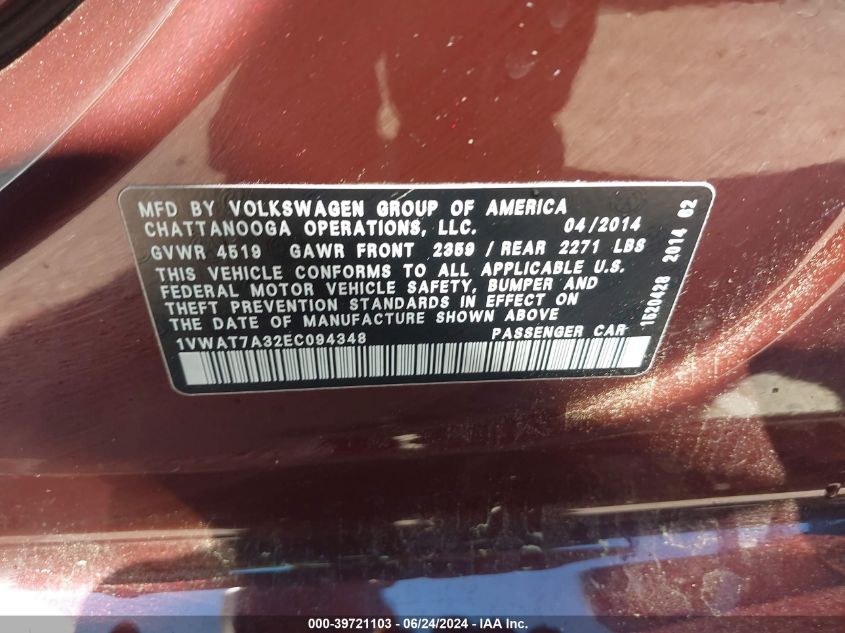 MFD BY VOLKSWAGEN GROUP OF AMERICA
CHATTANOOGA OPERATIONS, LLC. 04/2014
GVWR 4519 GAWR FRONT 2359 / REAR 2271 LBS
THIS VEHICLE CONFORMS TO ALL APPLICABLE U.S.
FEDERAL MOTOR VEHICLE SAFETY, BUMPER AND
THEFT PREVENTION STANDARDS IN EFFECT ON
THE DATE OF MANUFACTURE SHOWN ABOVE
1VWAT7A32EC094348 PASSENGER CAR
1620428 2014 62
000-39721103 - 06/24/2024 - IAA Inc.